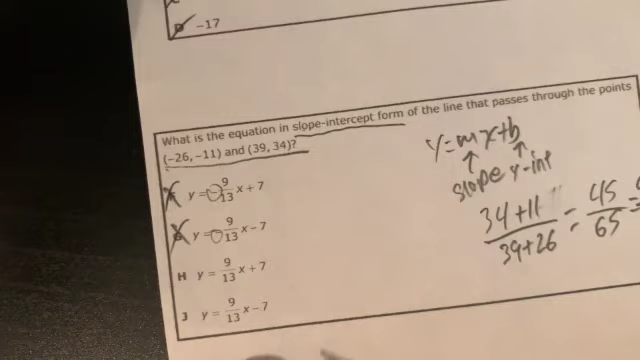 -17
What is the equation in slope-intercept form of the line that passes through the points
(-26, -11) and (39, 34)?
y = - 9/13 x + 7
y = - 9/13 x - 7
H y = 9/13 x + 7
J y = 9/13 x - 7
y=mx+b
slope y-int
34+11/39+26 = 45/65 =